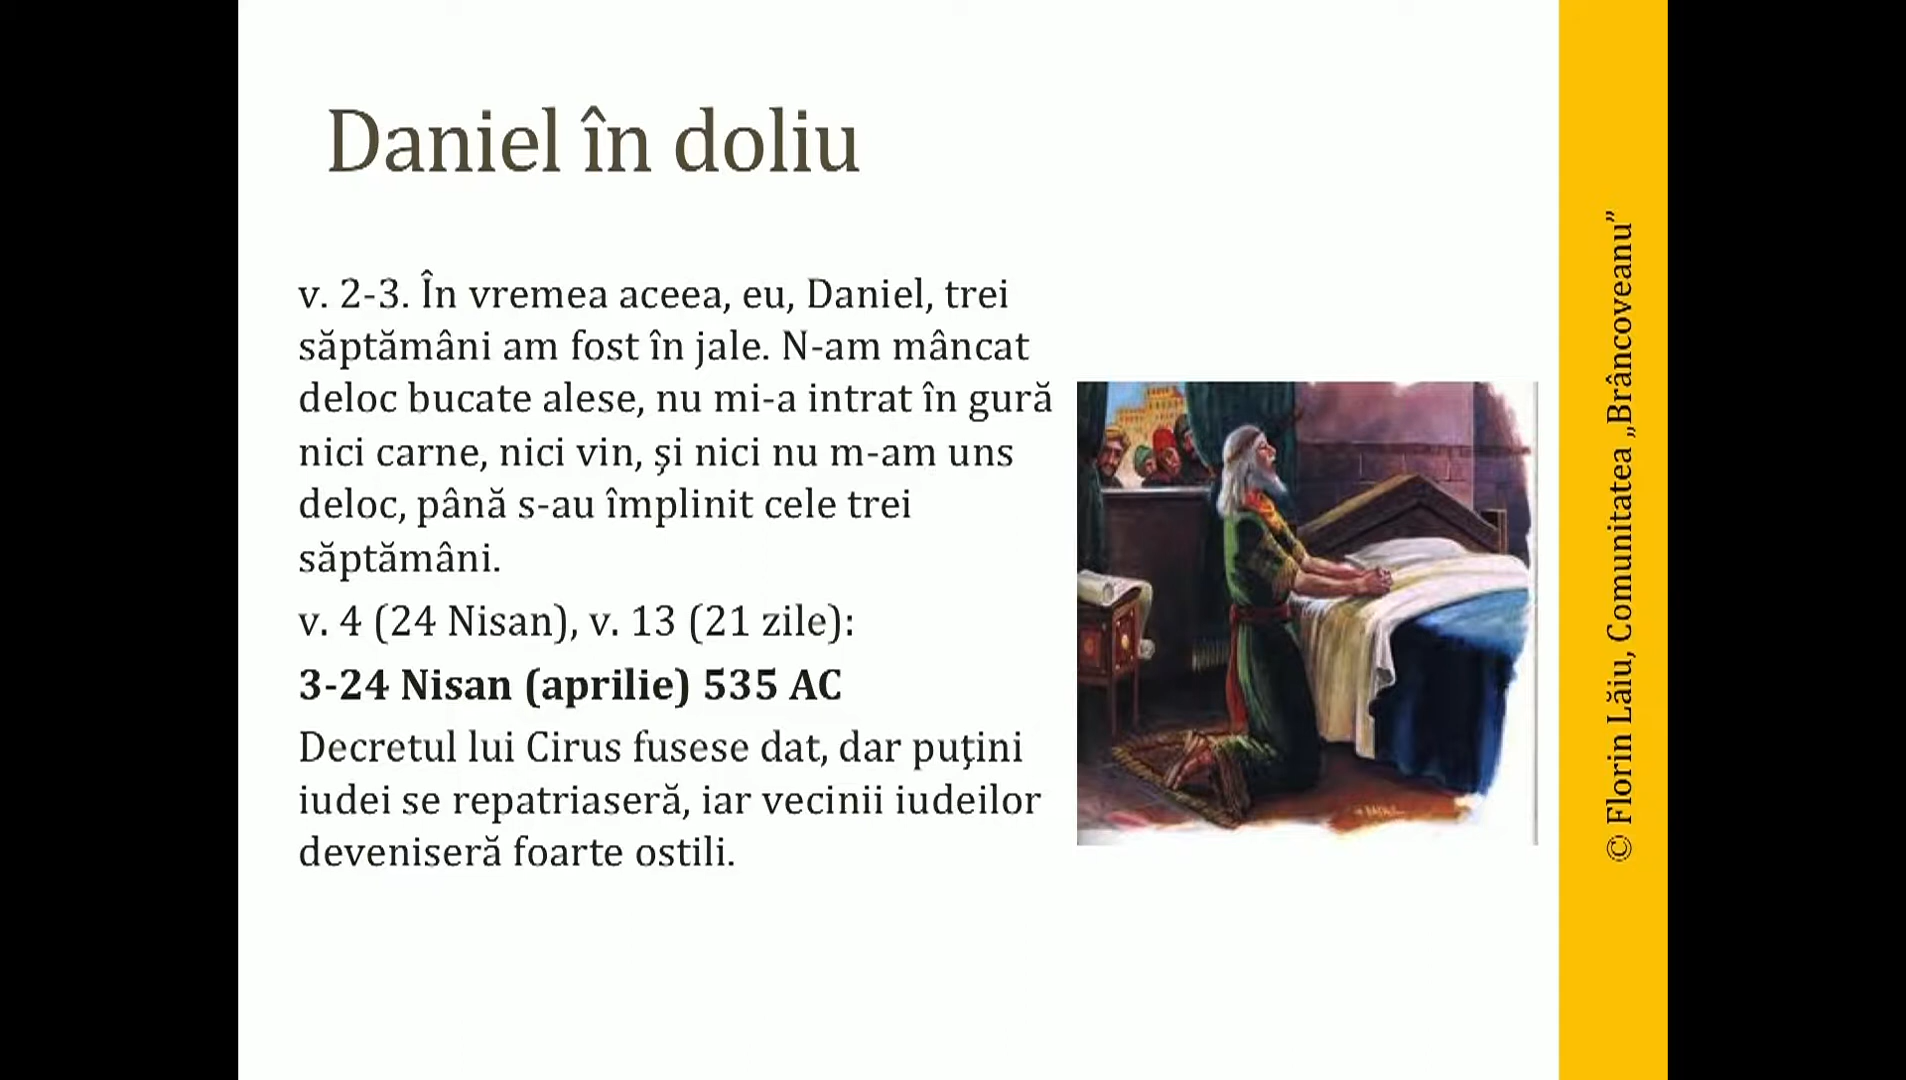 Daniel în doliu
v. 2-3. În vremea aceea, eu, Daniel, trei
săptămâni am fost în jale. N-am mâncat
deloc bucate alese, nu mi-a intrat în gură
nici carne, nici vin, şi nici nu m-am uns
deloc, până s-au împlinit cele trei
săptămâni.
v. 4 (24 Nisan), v. 13 (21 zile):
3-24 Nisan (aprilie) 535 AC
Decretul lui Cirus fusese dat, dar puţini
iudei se repatriaseră, iar vecinii iudeilor
deveniseră foarte ostili.
© Florin Lăiu, Comunitatea „Brâncoveanu”